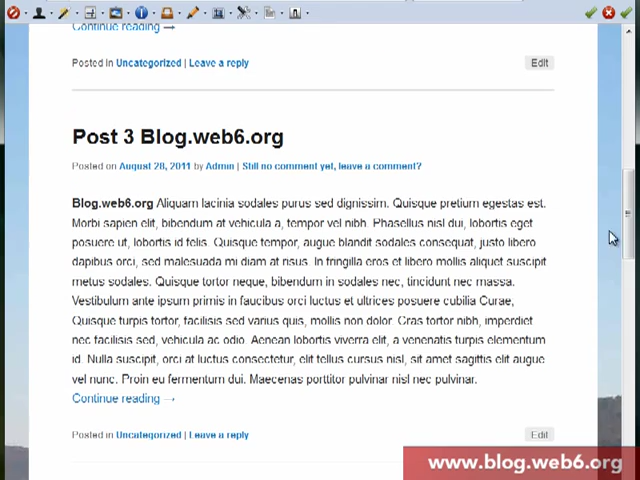 Continue reading →
Posted in Uncategorized | Leave a reply
Edit
Post 3 Blog.web6.org
Posted on August 28, 2011 by Admin | Still no comment yet, leave a comment?
Blog.web6.org Aliquam lacinia sodales purus sed dignissim. Quisque pretium egestas est.
Morbi sapien elit, bibendum at vehicula a, tempor vel nibh. Phasellus nisl dui, lobortis eget
posuere ut, lobortis id felis. Quisque tempor, augue blandit sodales consequat, justo libero
dapibus orci, sed malesuada mi diam at risus. In fringilla eros et libero mollis aliquet suscipit
metus sodales. Quisque tortor neque, bibendum in sodales nec, tincidunt nec massa.
Vestibulum ante ipsum primis in faucibus orci luctus et ultrices posuere cubilia Curae;
Quisque turpis tortor, facilisis sed varius quis, mollis non dolor. Cras tortor nibh, imperdiet
nec facilisis sed, vehicula ac odio. Aenean lobortis viverra elit, a venenatis turpis elementum
id. Nulla suscipit, orci at luctus consectetur, elit tellus cursus nisl, sit amet sagittis elit augue
vel nunc. Proin eu fermentum dui. Maecenas porttitor pulvinar nisl nec pulvinar.
Continue reading →
Posted in Uncategorized | Leave a reply
Edit
www.blog.web6.org